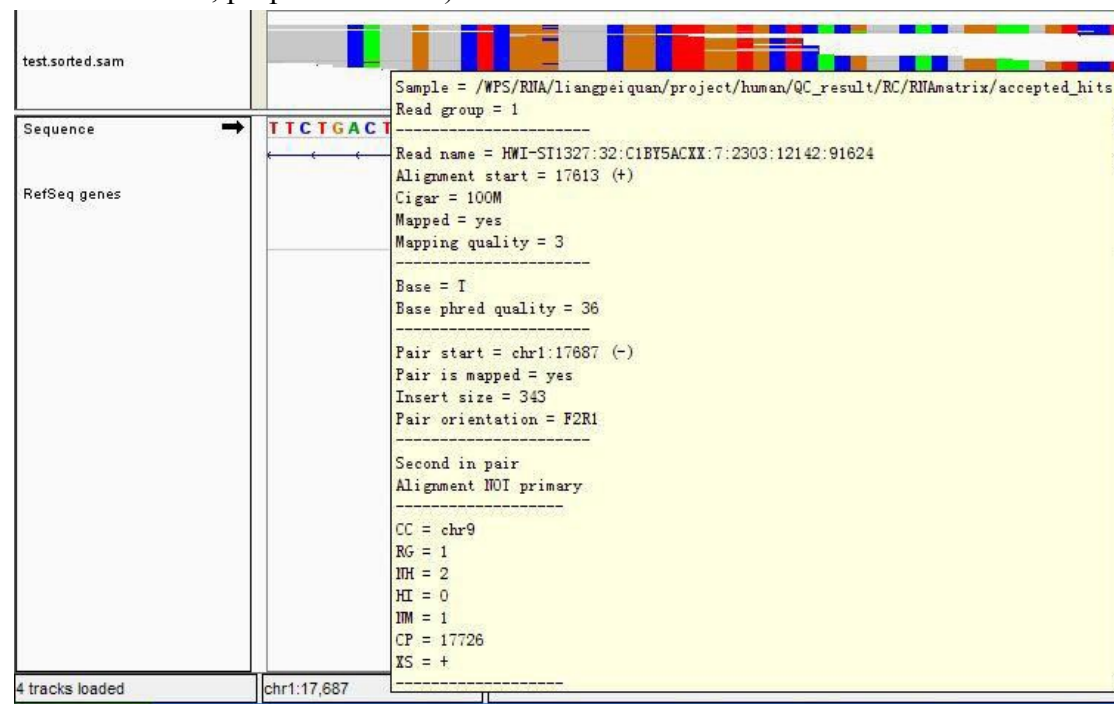 test.sorted.sam
Sequence
T T C T G A C T
RefSeq genes
Sample = /WPS/RNA/liangpeiquan/project/human/QC_result/RC/RNAmatrix/accepted_hits
Read group = 1
----------------------
Read name = HWI-ST1327:32:C1BY5ACXX:7:2303:12142:91624
Alignment start = 17613 (+)
Cigar = 100M
Mapped = yes
Mapping quality = 3
----------------------
Base = T
Base phred quality = 36
----------------------
Pair start = chr1:17687 (-)
Pair is mapped = yes
Insert size = 343
Pair orientation = F2R1
----------------------
Second in pair
Alignment NOT primary
-------------------
CC = chr9
RG = 1
NH = 2
HI = 0
NM = 1
CP = 17726
XS = +
-------------------
4 tracks loaded
chr1:17,687